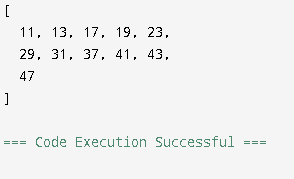 [
  11, 13, 17, 19, 23,
  29, 31, 37, 41, 43,
  47
]
=== Code Execution Successful ===